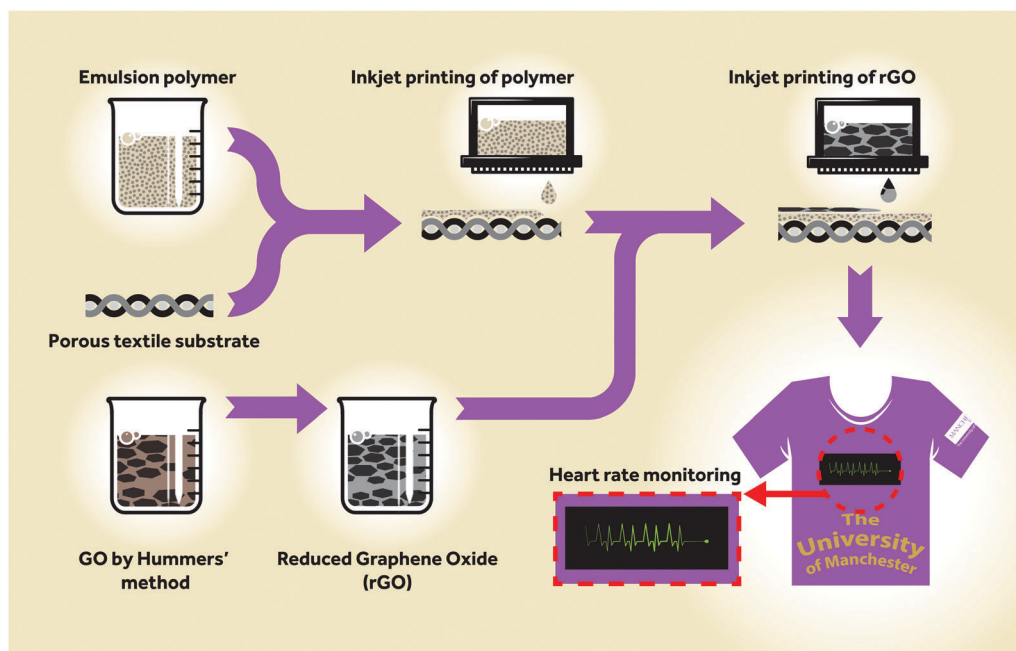 Emulsion polymer
Inkjet printing of polymer
Inkjet printing of rGO
Porous textile substrate
GO by Hummers'
method
Reduced Graphene Oxide
(rGO)
Heart rate monitoring
The
University
of Manchester